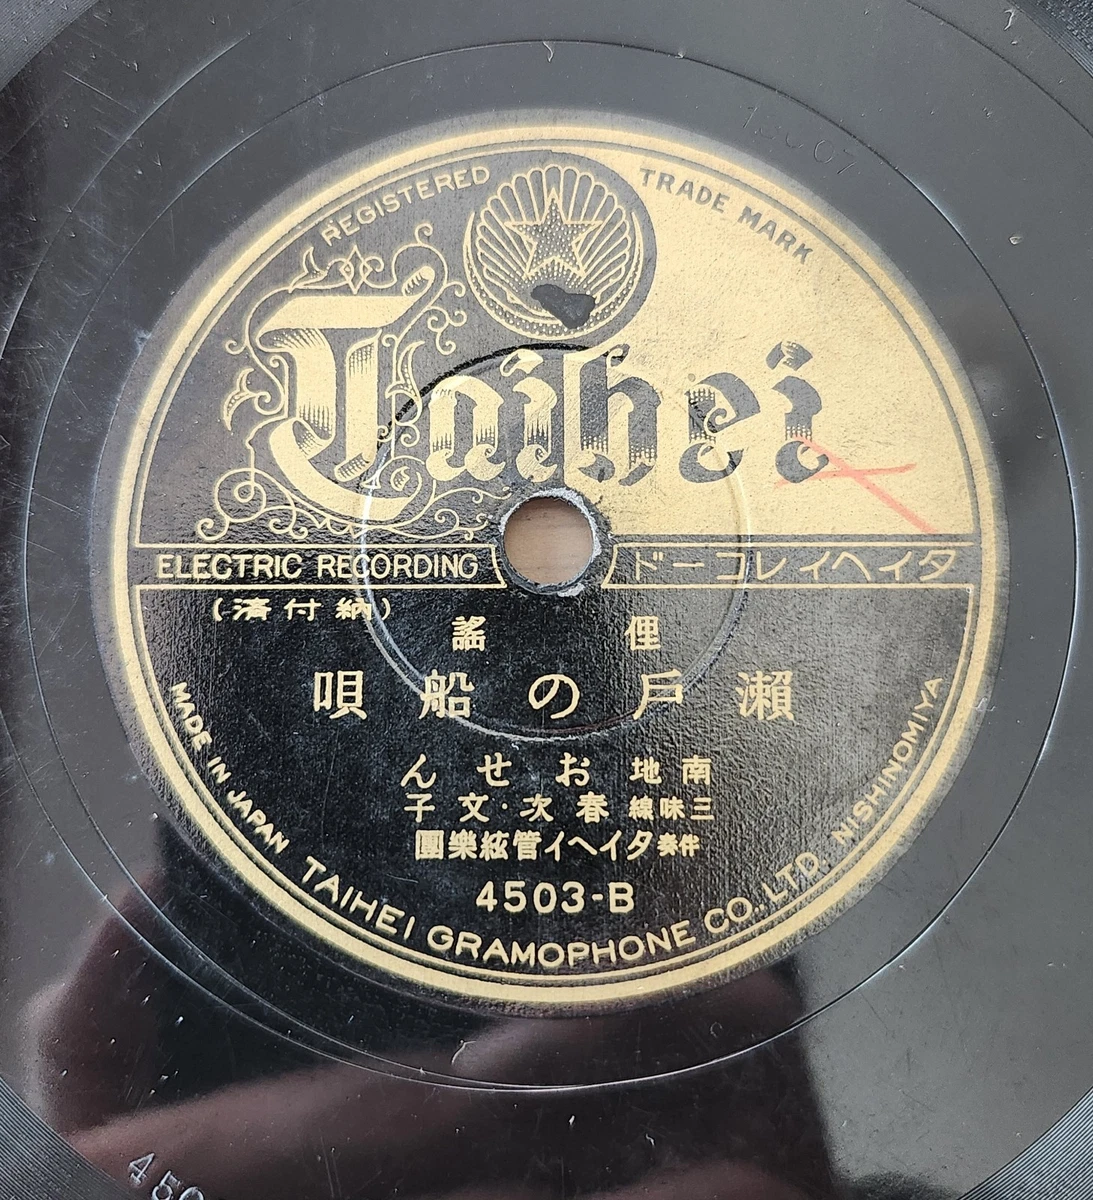 REGISTERED TRADE MARK
Taihei
ELECTRIC RECORDING
タイヘイレコード
(納付済)
俚謠
瀬戸の船唄
南地おせん
三味線 春次・文子
伴奏 タイヘイ管絃樂團
4503-B
MADE IN JAPAN TAIHEI GRAMOPHONE CO., LTD. NISHINOMIYA